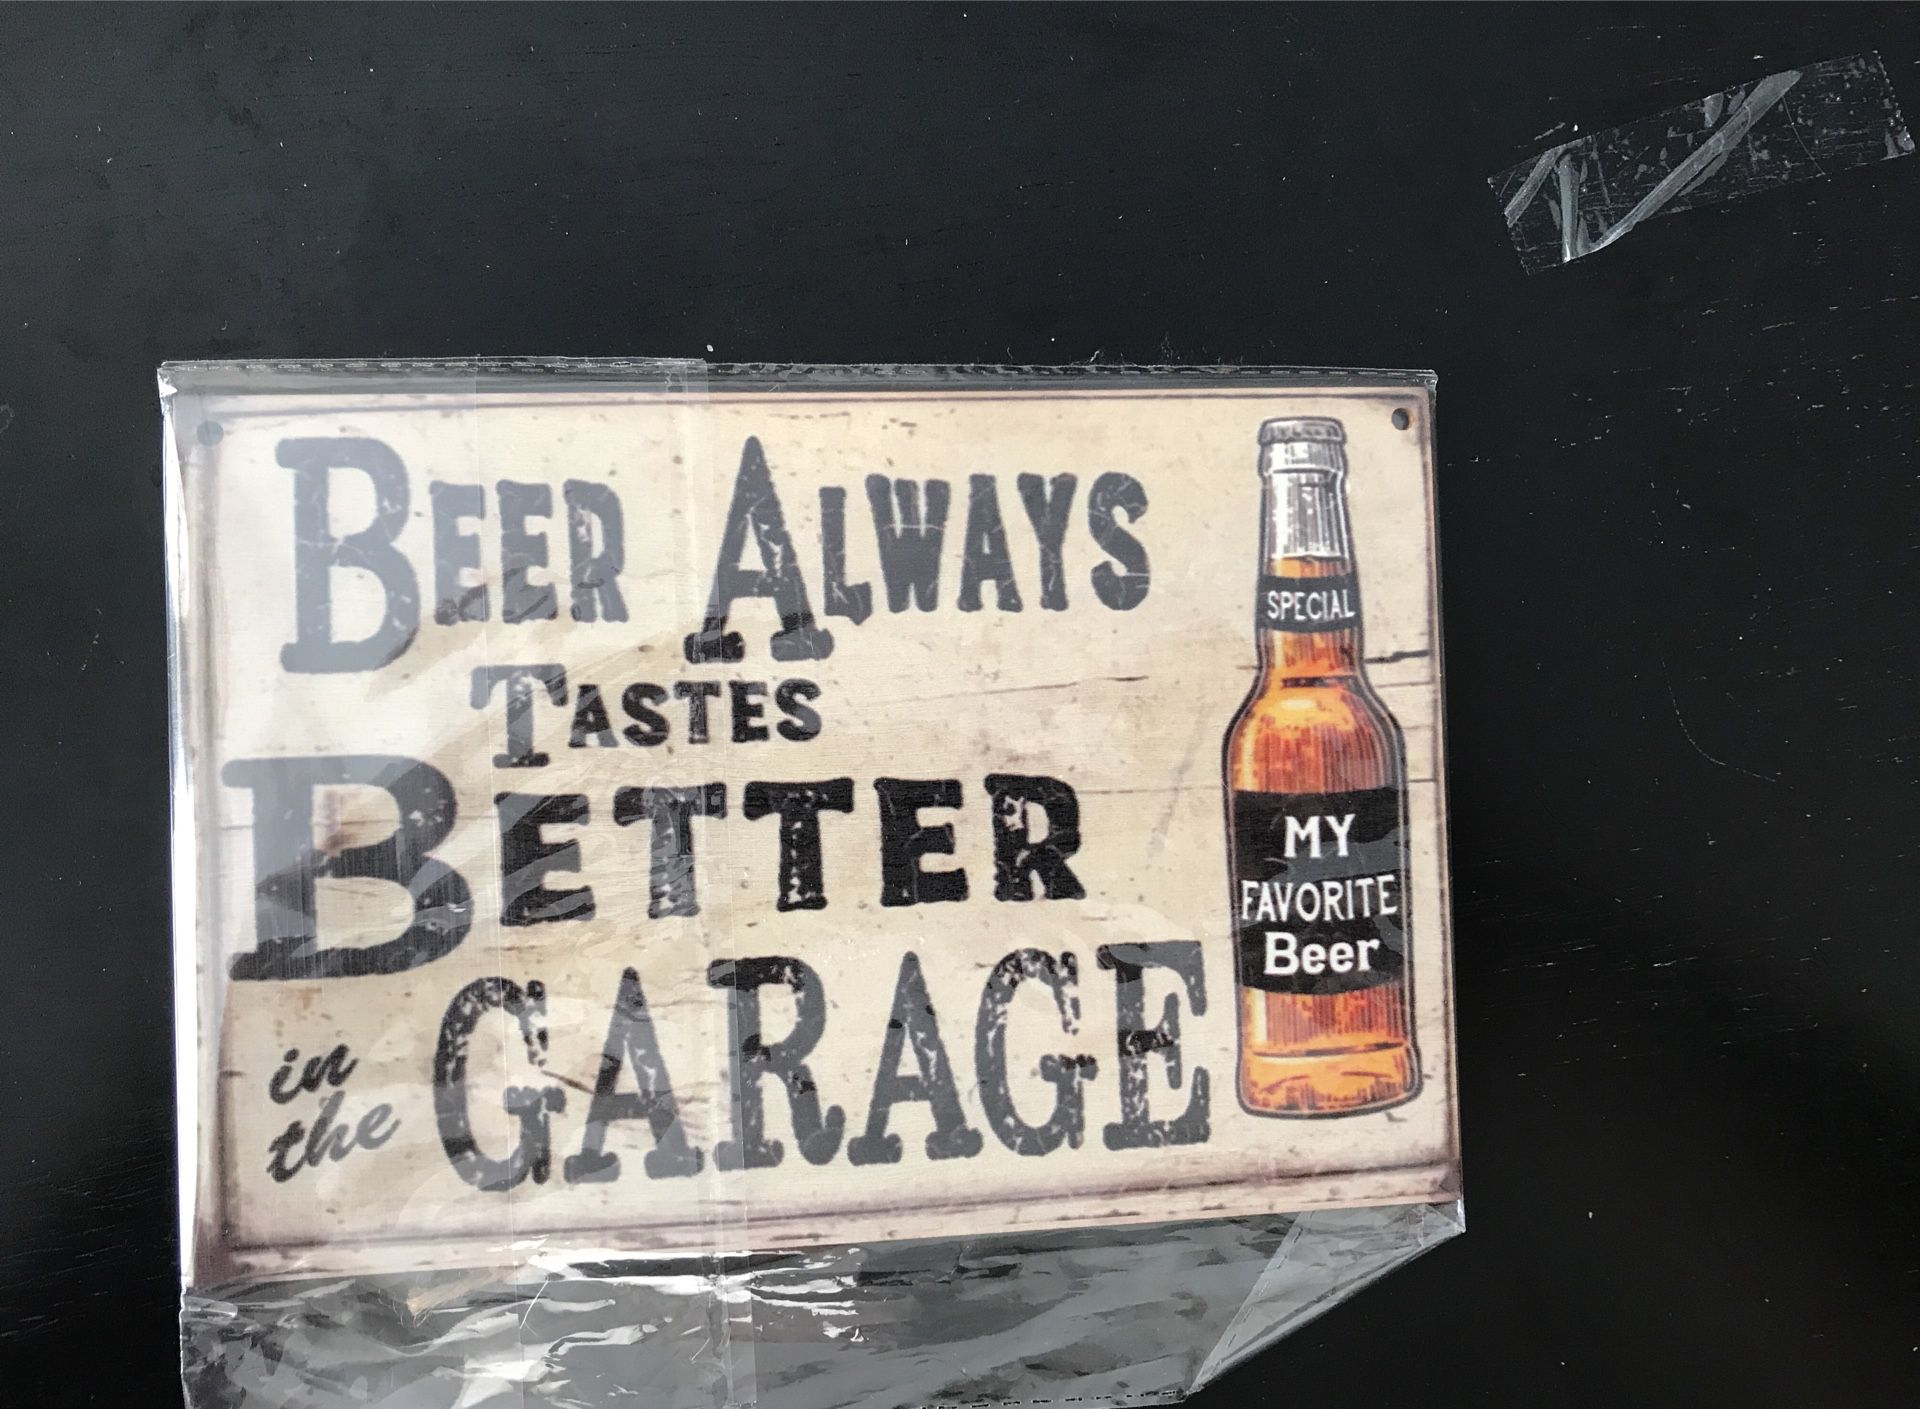 BEER ALWAYS
TASTES
BETTER
in
the
GARAGE
SPECIAL
MY
FAVORITE
Beer